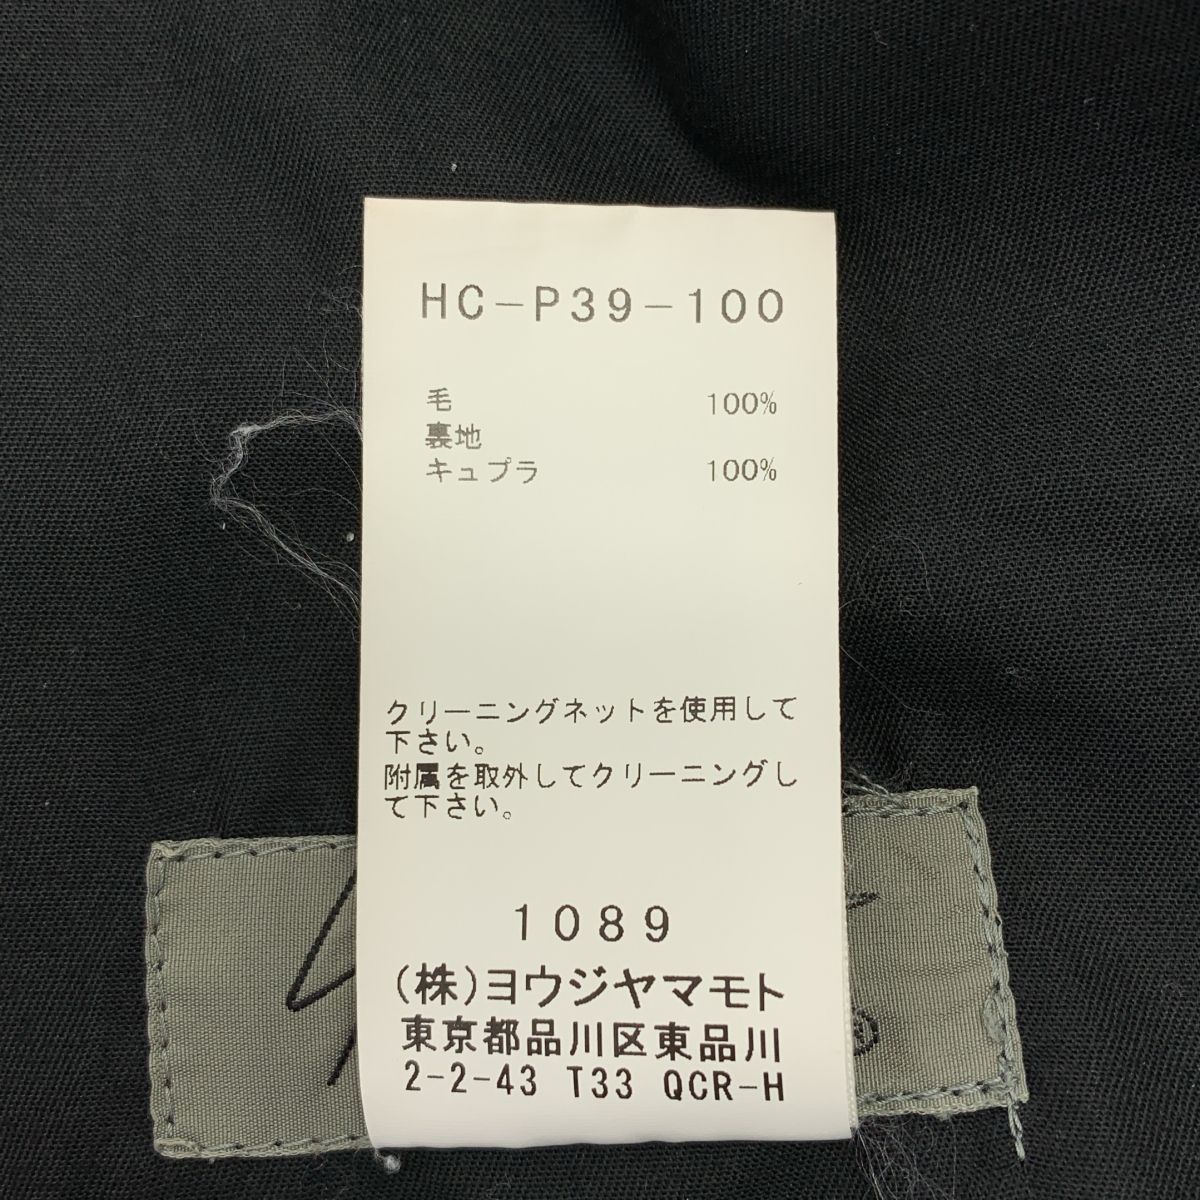 HC-P39-100
毛 100%
裏地
キュプラ 100%
クリーニングネットを使用して
下さい。
附属を取外してクリーニングし
て下さい。
1089
(株)ヨウジヤマモト
東京都品川区東品川
2-2-43 T33 QCR-H